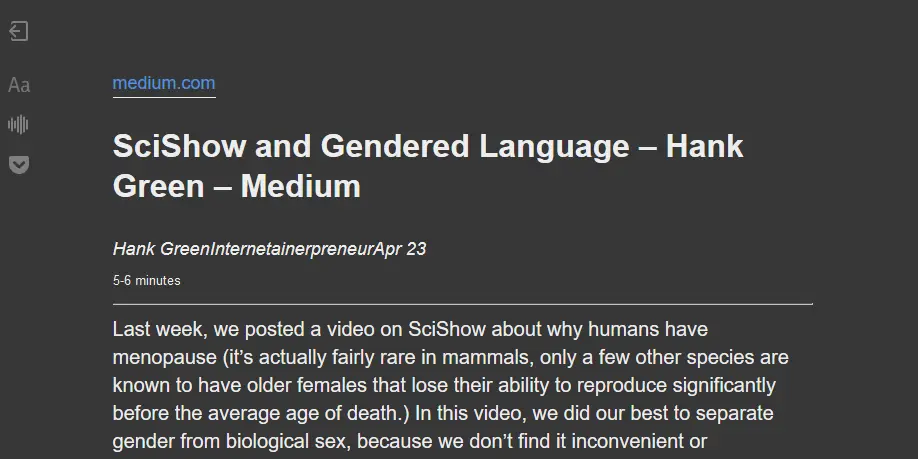 Aa
medium.com
SciShow and Gendered Language – Hank
Green – Medium
Hank GreenInternetainerpreneurApr 23
5-6 minutes
Last week, we posted a video on SciShow about why humans have
menopause (it’s actually fairly rare in mammals, only a few other species are
known to have older females that lose their ability to reproduce significantly
before the average age of death.) In this video, we did our best to separate
gender from biological sex, because we don’t find it inconvenient or